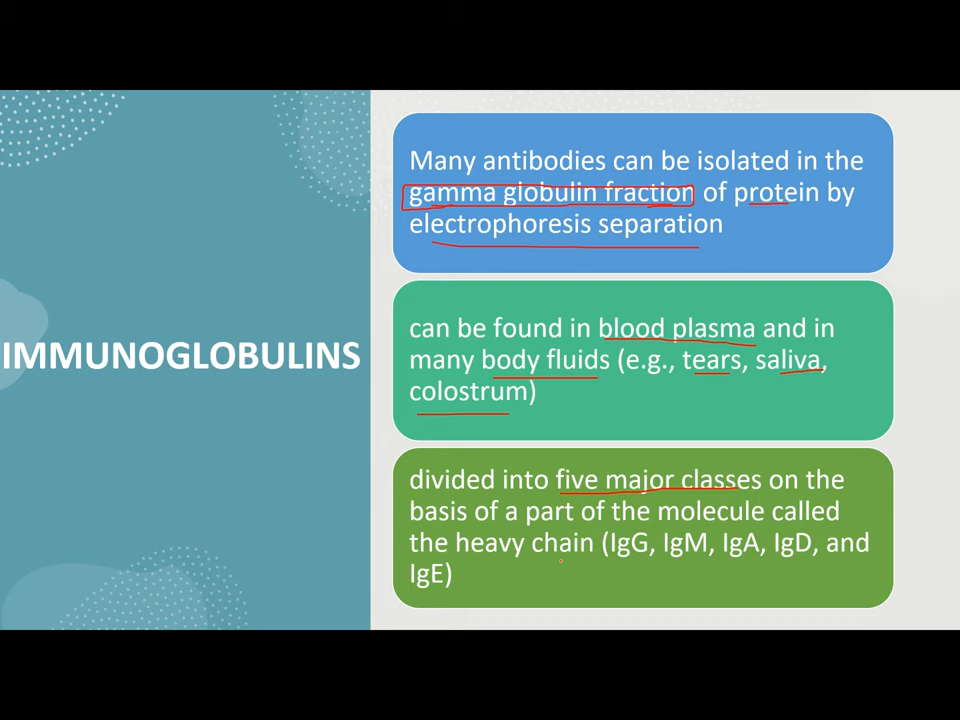 IMMUNOGLOBULINS
Many antibodies can be isolated in the
gamma globulin fraction of protein by
electrophoresis separation
can be found in blood plasma and in
many body fluids (e.g., tears, saliva,
colostrum)
divided into five major classes on the
basis of a part of the molecule called
the heavy chain (IgG, IgM, IgA, IgD, and
IgE)